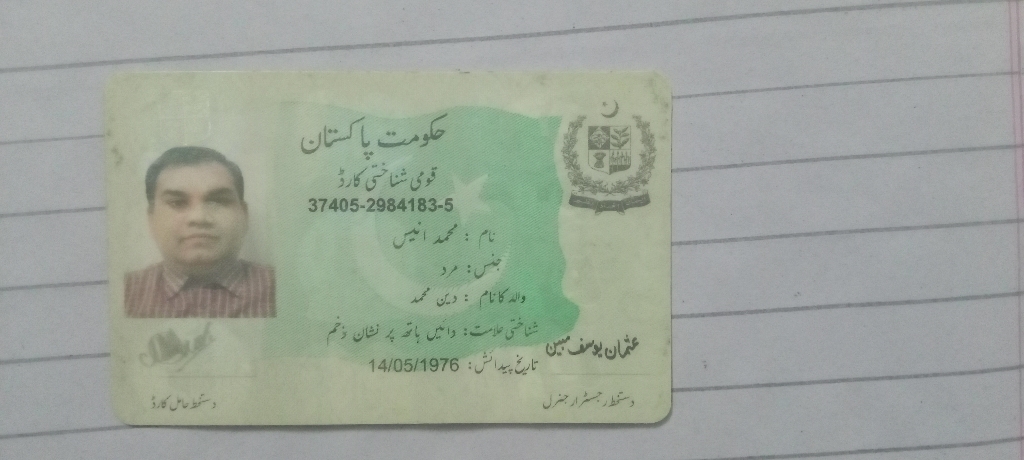 حکومت پاکستان
قومی شناختی کارڈ
37405-2984183-5
نام : محمد انیس
جنس: مرد
والد کا نام : دین محمد
شناختی علامت: دائیں ہاتھ پر نشان زخم
تاریخ پیدائش: 14/05/1976
عثمان یوسف مبین
دستخط رجسٹرار جنرل
دستخط حامل کارڈ